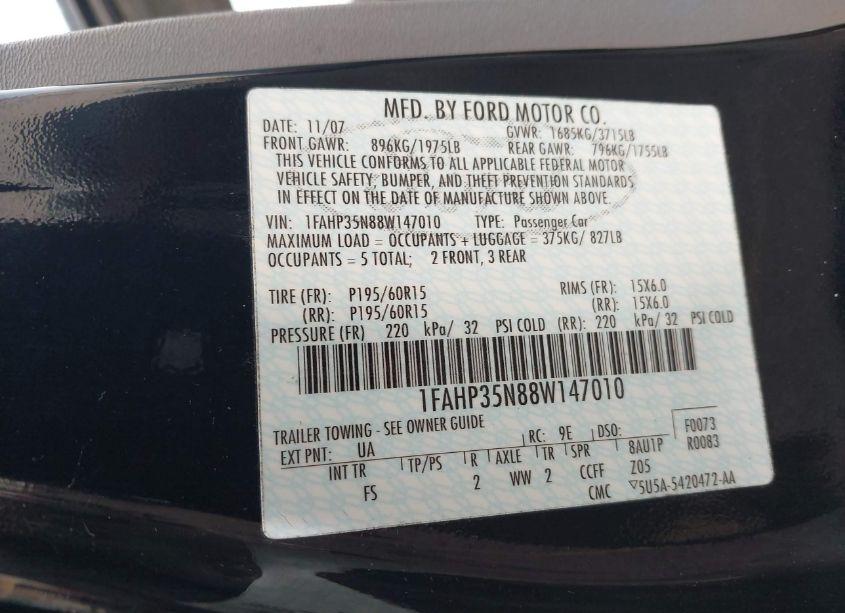 MFD. BY FORD MOTOR CO.
DATE: 11/07 GVWR: 1685KG/3715LB
FRONT GAWR: 896KG/1975LB REAR GAWR: 796KG/1755LB
THIS VEHICLE CONFORMS TO ALL APPLICABLE FEDERAL MOTOR
VEHICLE SAFETY, BUMPER, AND THEFT PREVENTION STANDARDS
IN EFFECT ON THE DATE OF MANUFACTURE SHOWN ABOVE.
VIN: 1FAHP35N88W147010 TYPE: Passenger Car
MAXIMUM LOAD = OCCUPANTS + LUGGAGE = 375KG/ 827LB
OCCUPANTS = 5 TOTAL; 2 FRONT, 3 REAR
TIRE (FR): P195/60R15 RIMS (FR): 15X6.0
(RR): P195/60R15 (RR): 15X6.0
PRESSURE (FR) 220 kPa/ 32 PSI COLD (RR): 220 kPa/ 32 PSI COLD
1FAHP35N88W147010
TRAILER TOWING - SEE OWNER GUIDE F0073
EXT PNT: UA RC: 9E DSO: R0083
INT TR TP/PS R AXLE TR SPR 8AU1P
FS 2 WW 2 CCFF Z05
CMC ▽5U5A-5420472-AA